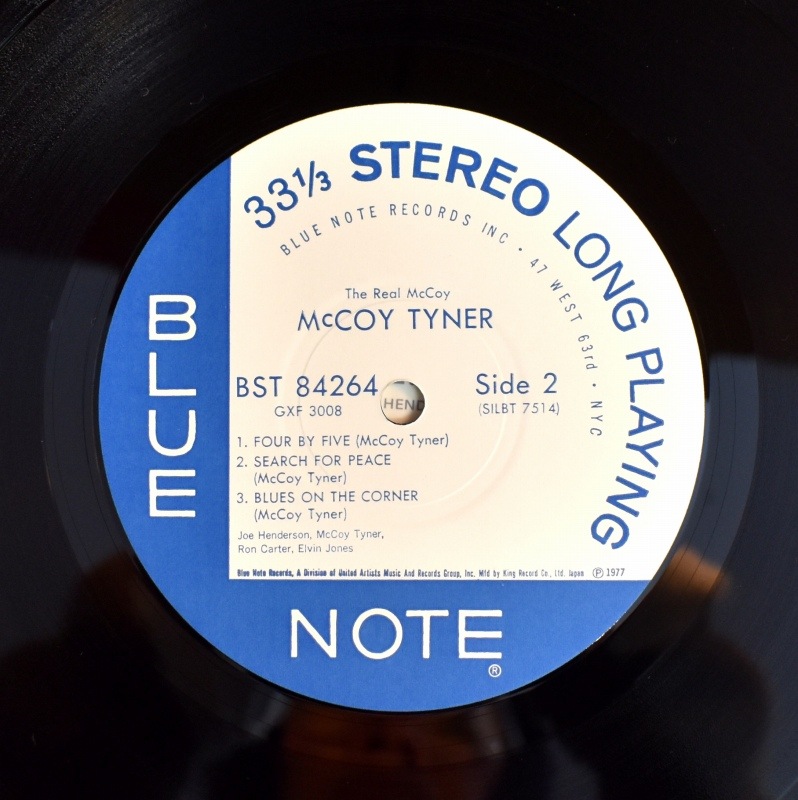 33⅓ STEREO LONG PLAYING
BLUE NOTE RECORDS INC • 47 WEST 63rd • NYC
The Real McCoy
McCOY TYNER
BST 84264
Side 2
GXF 3008
(SILBT 7514)
HEND
1. FOUR BY FIVE (McCoy Tyner)
2. SEARCH FOR PEACE
(McCoy Tyner)
3. BLUES ON THE CORNER
(McCoy Tyner)
Joe Henderson, McCoy Tyner,
Ron Carter, Elvin Jones
Blue Note Records, A Division of United Artists Music And Records Group, Inc. Mfd by King Record Co., Ltd. Japan ℗ 1977
BLUE
NOTE
®